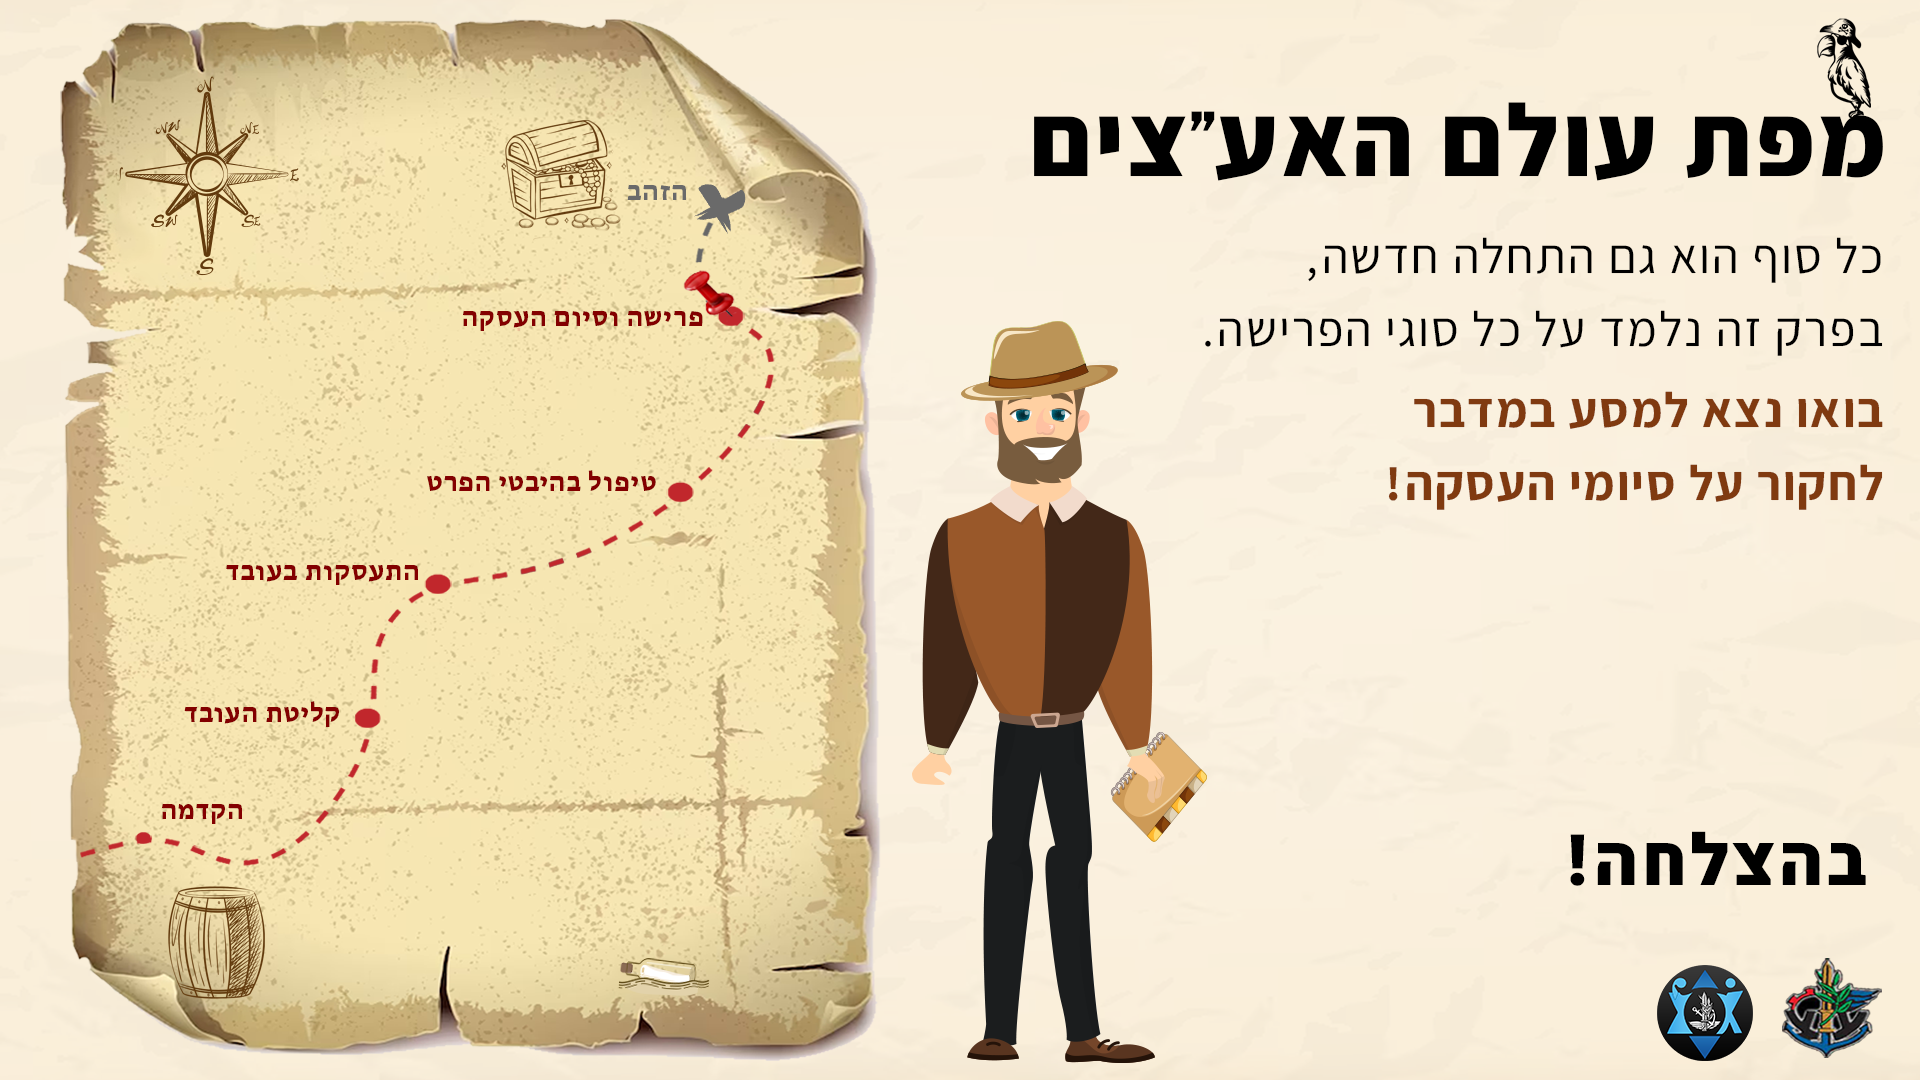 מפת עולם האע״צים
כל סוף הוא גם התחלה חדשה,
בפרק זה נלמד על כל סוגי הפרישה.
בואו נצא למסע במדבר
לחקור על סיומי העסקה!
בהצלחה!
N
NW
NE
E
SW
SE
S
הזהב
פרישה וסיום העסקה
טיפול בהיבטי הפרט
התעסקות בעובד
קליטת העובד
הקדמה